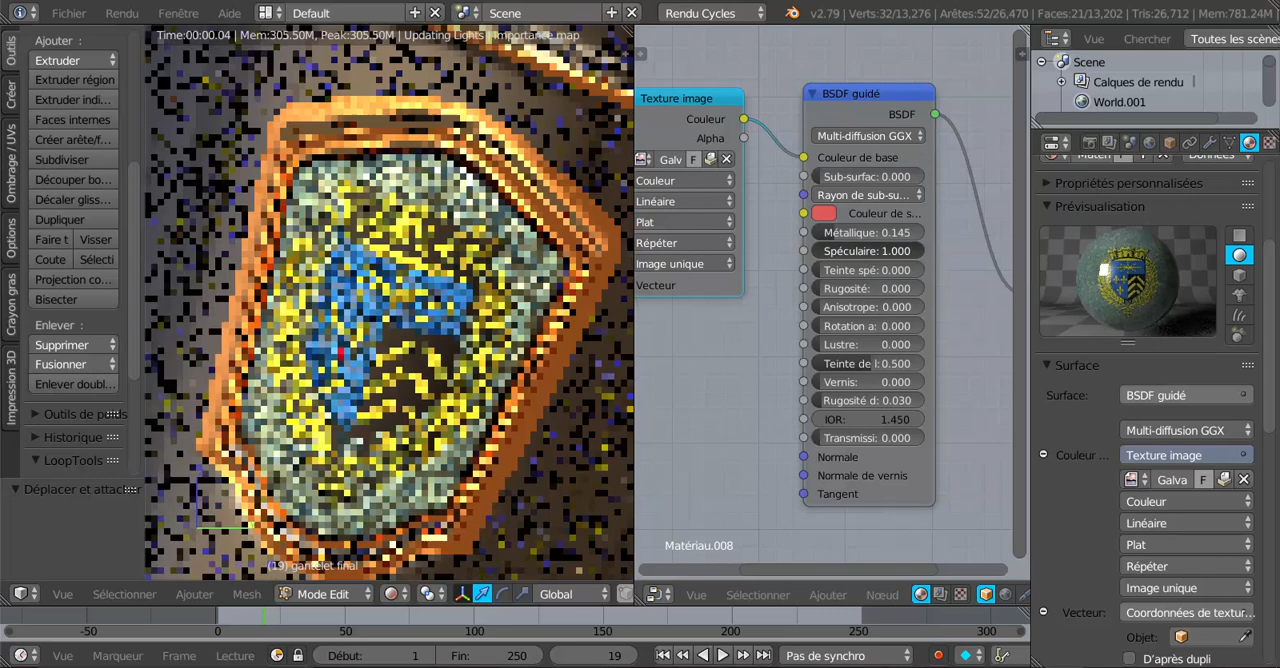 Fichier Rendu Fenêtre Aide Default Scene Rendu Cycles v2.79 | Verts:32/13,276 | Arêtes:52/26,470 | Faces:21/13,202 | Tris:26,712 | Mem:781.24M
Outils
Créer
Ombrage / UVs
Options
Crayon gras
Impression 3D
Ajouter :
Extruder
Extruder région
Extruder indi...
Faces internes
Créer arête/f...
Subdiviser
Découper bo...
Décaler gliss...
Dupliquer
Faire t Visser
Coute Sélecti
Projection co...
Bisecter
Enlever :
Supprimer
Fusionner
Enlever doubl...
Historique
LoopTools
Déplacer et attac
Time:00:00.04 | Mem:305.50M, Peak:305.50M | Updating Lights | Importance map
(19) gantelet final
Texture image
Couleur
Alpha
Galv F
Couleur
Linéaire
Plat
Répéter
Image unique
Vecteur
BSDF guidé
BSDF
Multi-diffusion GGX
Couleur de base
Sub-surfac: 0.000
Rayon de sub-su...
Couleur de s...
Métallique: 0.145
Spéculaire: 1.000
Teinte spé: 0.000
Rugosité: 0.000
Anisotrope: 0.000
Rotation a: 0.000
Lustre: 0.000
Teinte de l: 0.500
Vernis: 0.000
Rugosité d: 0.030
IOR: 1.450
Transmissi: 0.000
Normale
Normale de vernis
Tangent
Matériau.008
Vue Chercher Toutes les scène
Scene
Calques de rendu
World.001
Propriétés personnalisées
Prévisualisation
Surface
Surface: BSDF guidé
Multi-diffusion GGX
Couleur ... Texture image
Galva F
Couleur
Linéaire
Plat
Répéter
Image unique
Vecteur: Coordonnées de textur...
Objet:
D'après dupli
Vue Sélectionner Ajouter Mesh Mode Edit Global
Vue Sélectionner Ajouter Nœud
-50 0 50 100 150 200 250 300
Vue Marqueur Frame Lecture Début: 1 Fin: 250 19 Pas de synchro